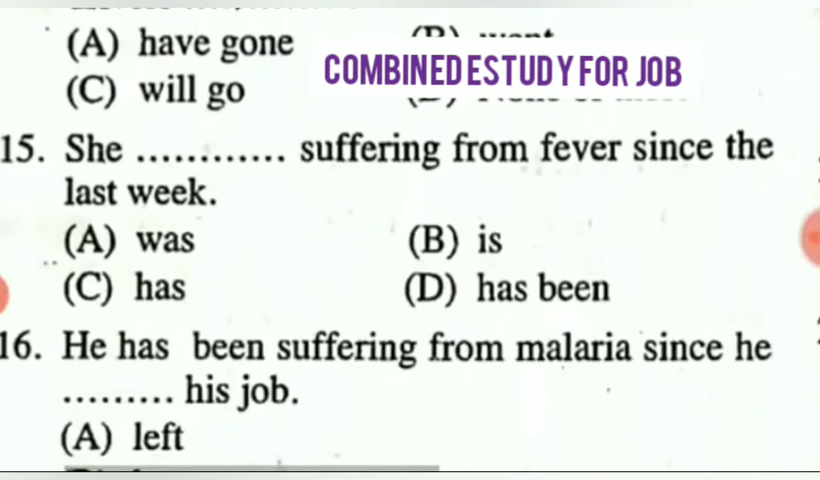 (A) have gone
COMBINED ESTUDY FOR JOB
(C) will go
15. She ............. suffering from fever since the
last week.
(A) was (B) is
(C) has (D) has been
16. He has been suffering from malaria since he
......... his job.
(A) left